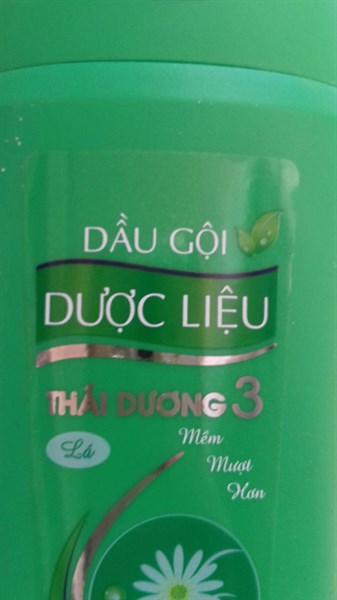 DẦU GỘI
DƯỢC LIỆU
THÁI DƯƠNG 3
Lá
Mềm
Mượt
Hơn